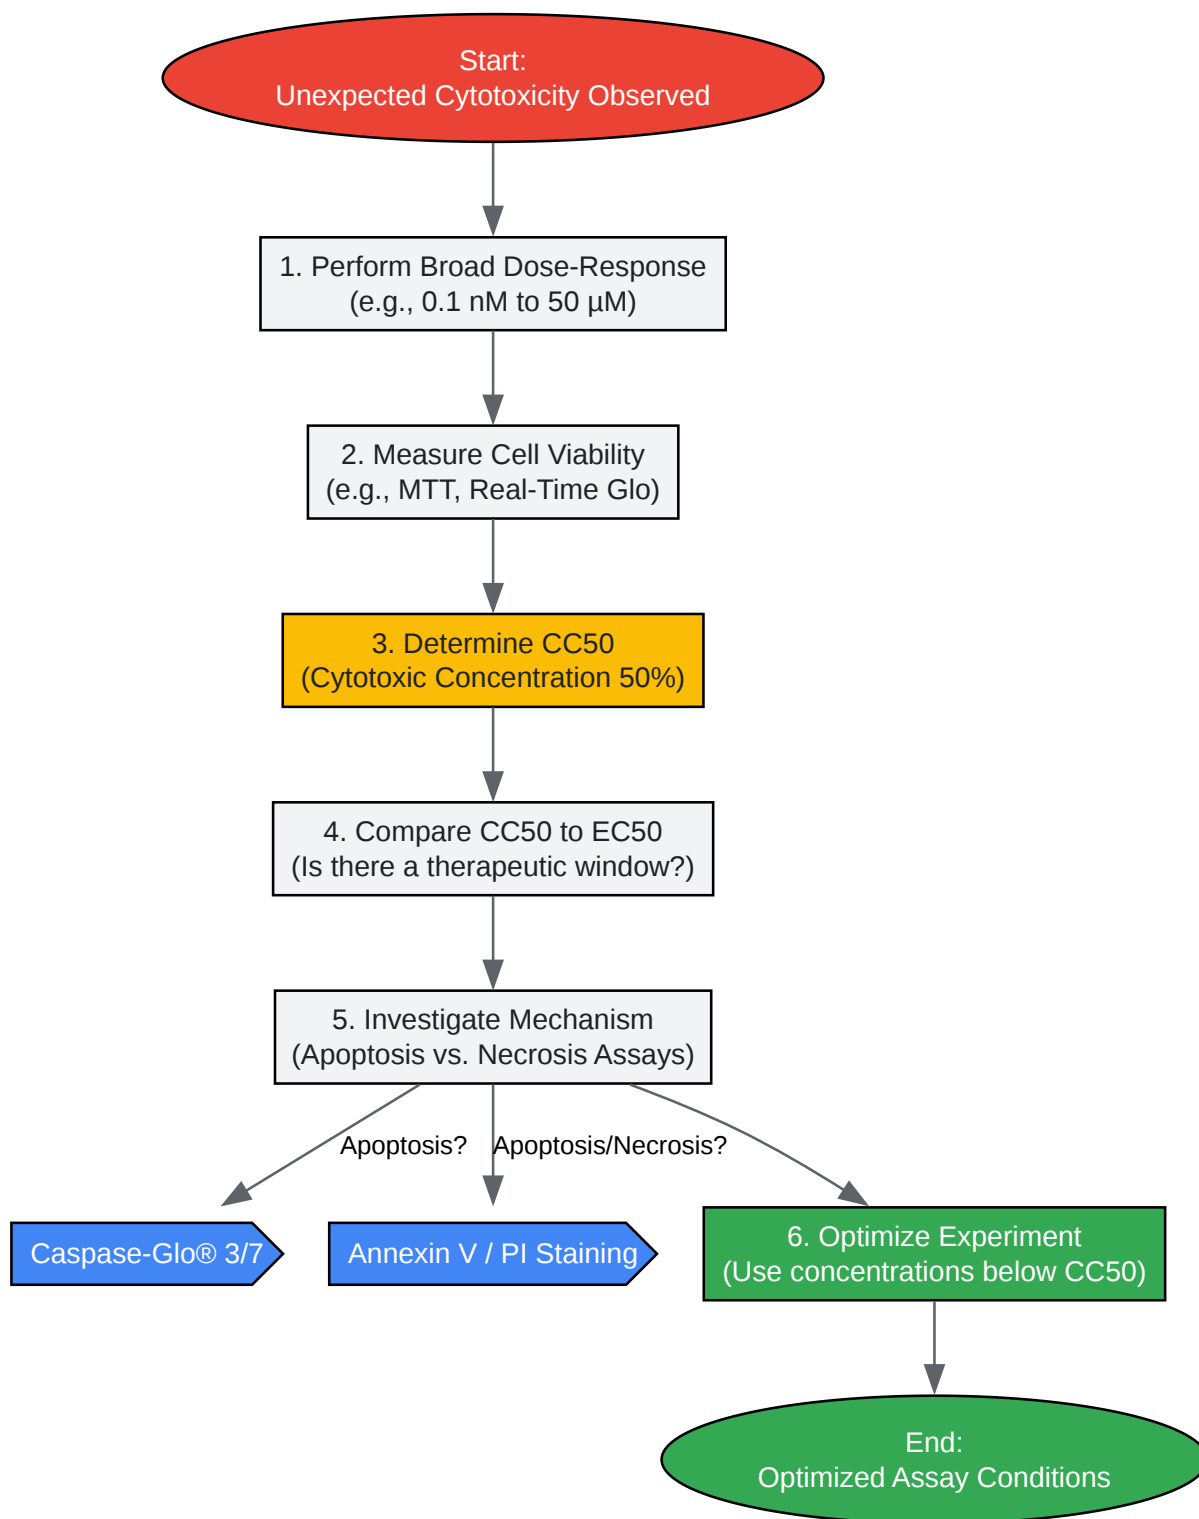 Start:
Unexpected Cytotoxicity Observed
1. Perform Broad Dose-Response
(e.g., 0.1 nM to 50 µM)
2. Measure Cell Viability
(e.g., MTT, Real-Time Glo)
3. Determine CC50
(Cytotoxic Concentration 50%)
4. Compare CC50 to EC50
(Is there a therapeutic window?)
5. Investigate Mechanism
(Apoptosis vs. Necrosis Assays)
Apoptosis?
Apoptosis/Necrosis?
Caspase-Glo® 3/7
Annexin V / PI Staining
6. Optimize Experiment
(Use concentrations below CC50)
End:
Optimized Assay Conditions